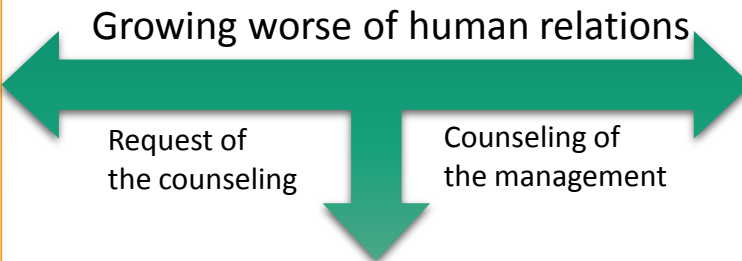 Growing worse of human relations
Request of
the counseling
Counseling of
the management